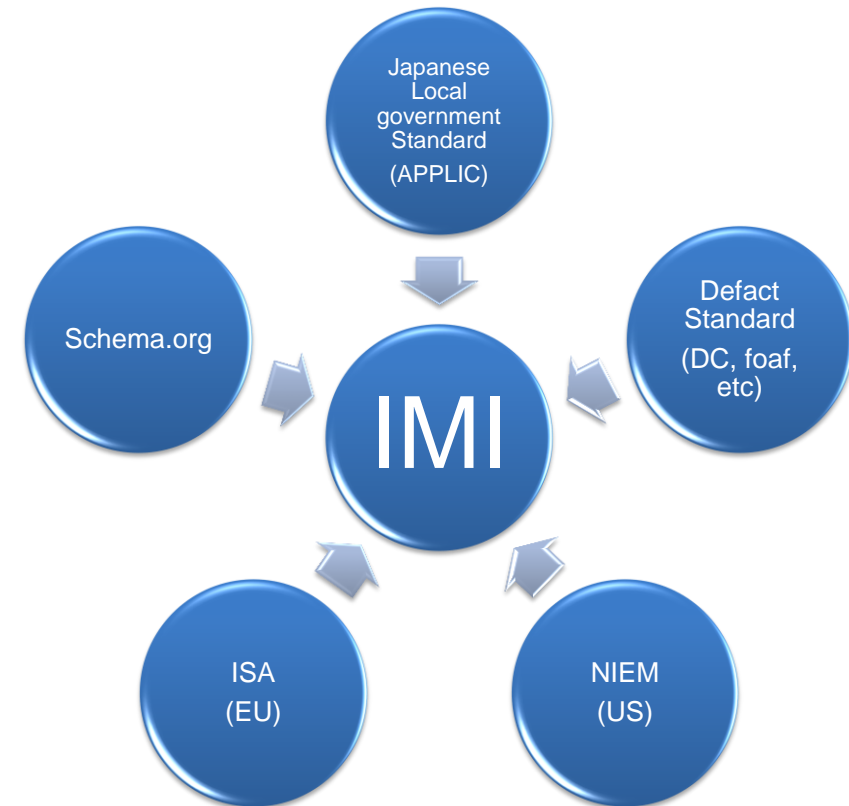 Japanese
Local
government
Standard
(APPLIC)
Schema.org
Defact
Standard
(DC, foaf,
etc)
IMI
ISA
(EU)
NIEM
(US)